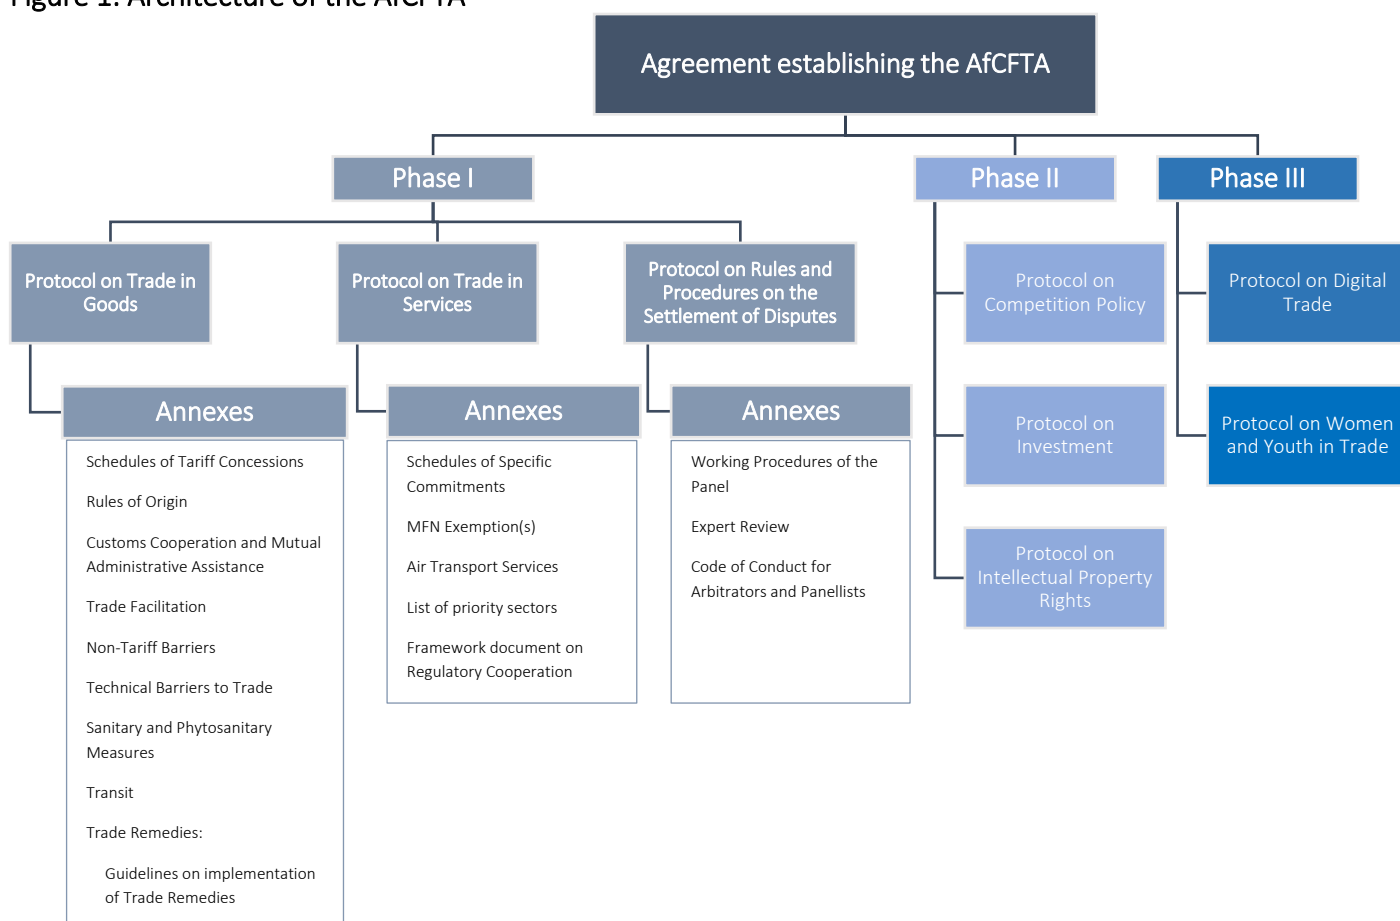 Figure 1: Architecture of the AfCFTA
Agreement establishing the AfCFTA
Phase I
Phase II
Phase III
Protocol on Trade in
Goods
Protocol on Trade in
Services
Protocol on Rules and
Procedures on the
Settlement of Disputes
Protocol on
Competition Policy
Protocol on Digital
Trade
Annexes
Schedules of Tariff Concessions
Rules of Origin
Customs Cooperation and Mutual
Administrative Assistance
Trade Facilitation
Non-Tariff Barriers
Technical Barriers to Trade
Sanitary and Phytosanitary
Measures
Transit
Trade Remedies:
Guidelines on implementation
of Trade Remedies
Annexes
Schedules of Specific
Commitments
MFN Exemption(s)
Air Transport Services
List of priority sectors
Framework document on
Regulatory Cooperation
Annexes
Working Procedures of the
Panel
Expert Review
Code of Conduct for
Arbitrators and Panellists
Protocol on
Investment
Protocol on Women
and Youth in Trade
Protocol on
Intellectual Property
Rights